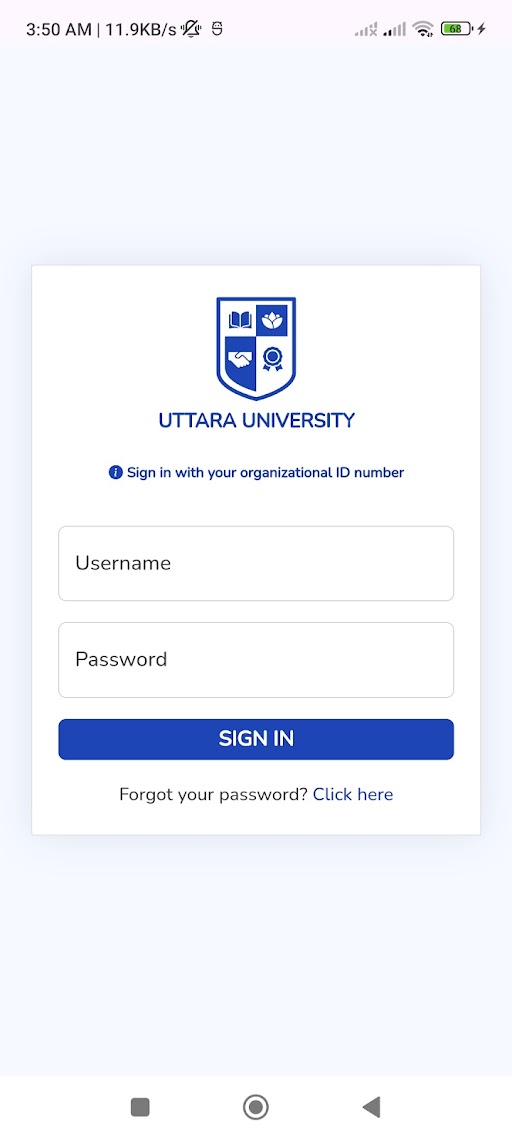 3:50 AM | 11.9KB/s
68
UTTARA UNIVERSITY
i Sign in with your organizational ID number
Username
Password
SIGN IN
Forgot your password? Click here